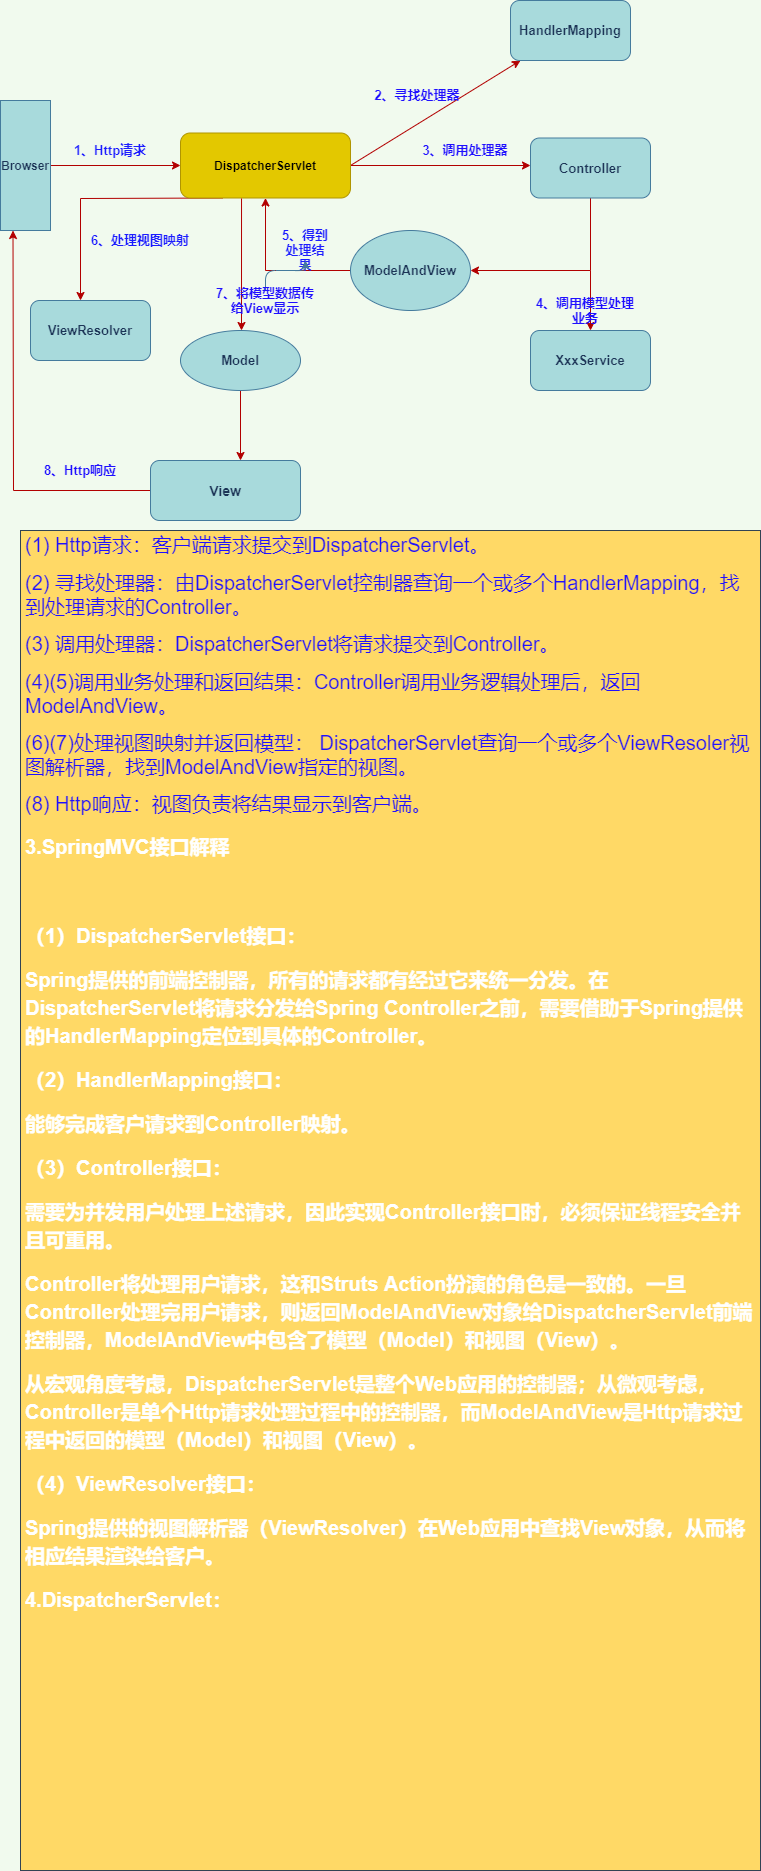 HandlerMapping
2、寻找处理器
Browser
1、Http请求
DispatcherServlet
3、调用处理器
Controller
6、处理视图映射
5、得到
处理结
果
ModelAndView
7、将模型数据传
给View显示
4、调用模型处理
业务
ViewResolver
Model
XxxService
8、Http响应
View
(1) Http请求：客户端请求提交到DispatcherServlet。
(2) 寻找处理器：由DispatcherServlet控制器查询一个或多个HandlerMapping，找
到处理请求的Controller。
(3) 调用处理器：DispatcherServlet将请求提交到Controller。
(4)(5)调用业务处理和返回结果：Controller调用业务逻辑处理后，返回
ModelAndView。
(6)(7)处理视图映射并返回模型： DispatcherServlet查询一个或多个ViewResoler视
图解析器，找到ModelAndView指定的视图。
(8) Http响应：视图负责将结果显示到客户端。
3.SpringMVC接口解释
（1）DispatcherServlet接口：
Spring提供的前端控制器，所有的请求都有经过它来统一分发。在
DispatcherServlet将请求分发给Spring Controller之前，需要借助于Spring提供
的HandlerMapping定位到具体的Controller。
（2）HandlerMapping接口：
能够完成客户请求到Controller映射。
（3）Controller接口：
需要为并发用户处理上述请求，因此实现Controller接口时，必须保证线程安全并
且可重用。
Controller将处理用户请求，这和Struts Action扮演的角色是一致的。一旦
Controller处理完用户请求，则返回ModelAndView对象给DispatcherServlet前端
控制器，ModelAndView中包含了模型（Model）和视图（View）。
从宏观角度考虑，DispatcherServlet是整个Web应用的控制器；从微观考虑，
Controller是单个Http请求处理过程中的控制器，而ModelAndView是Http请求过
程中返回的模型（Model）和视图（View）。
（4）ViewResolver接口：
Spring提供的视图解析器（ViewResolver）在Web应用中查找View对象，从而将
相应结果渲染给客户。
4.DispatcherServlet：